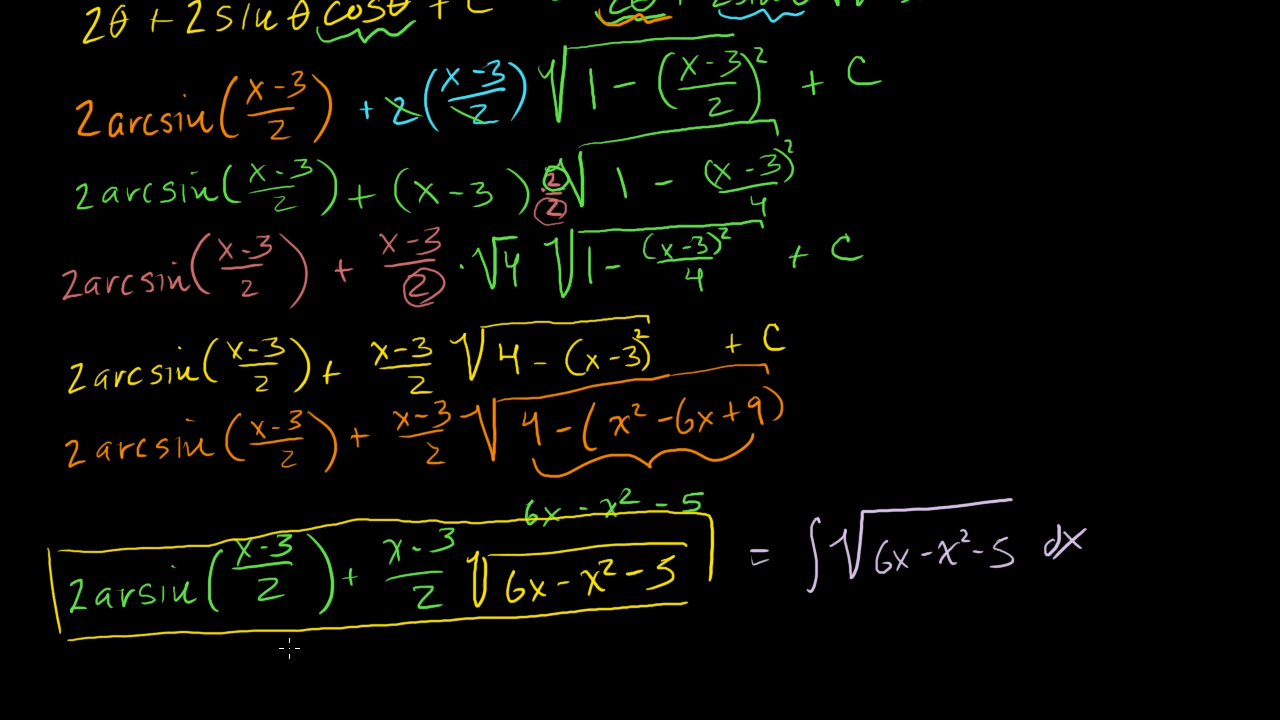 2θ + 2 sin θ cosθ + C
2arcsin((x-3)/2) + 2((x-3)/2)√(1 - ((x-3)/2)²) + C
2arcsin((x-3)/2) + (x-3) 2/2 √(1 - (x-3)²/4)
2arcsin((x-3)/2) + (x-3)/2 · √4 √(1 - (x-3)²/4) + C
2arcsin((x-3)/2) + (x-3)/2 √(4 - (x-3)²) + C
2arcsin((x-3)/2) + (x-3)/2 √(4 - (x² - 6x + 9))
6x - x² - 5
2arsin((x-3)/2) + (x-3)/2 √(6x - x² - 5) = ∫√(6x - x² - 5) dx